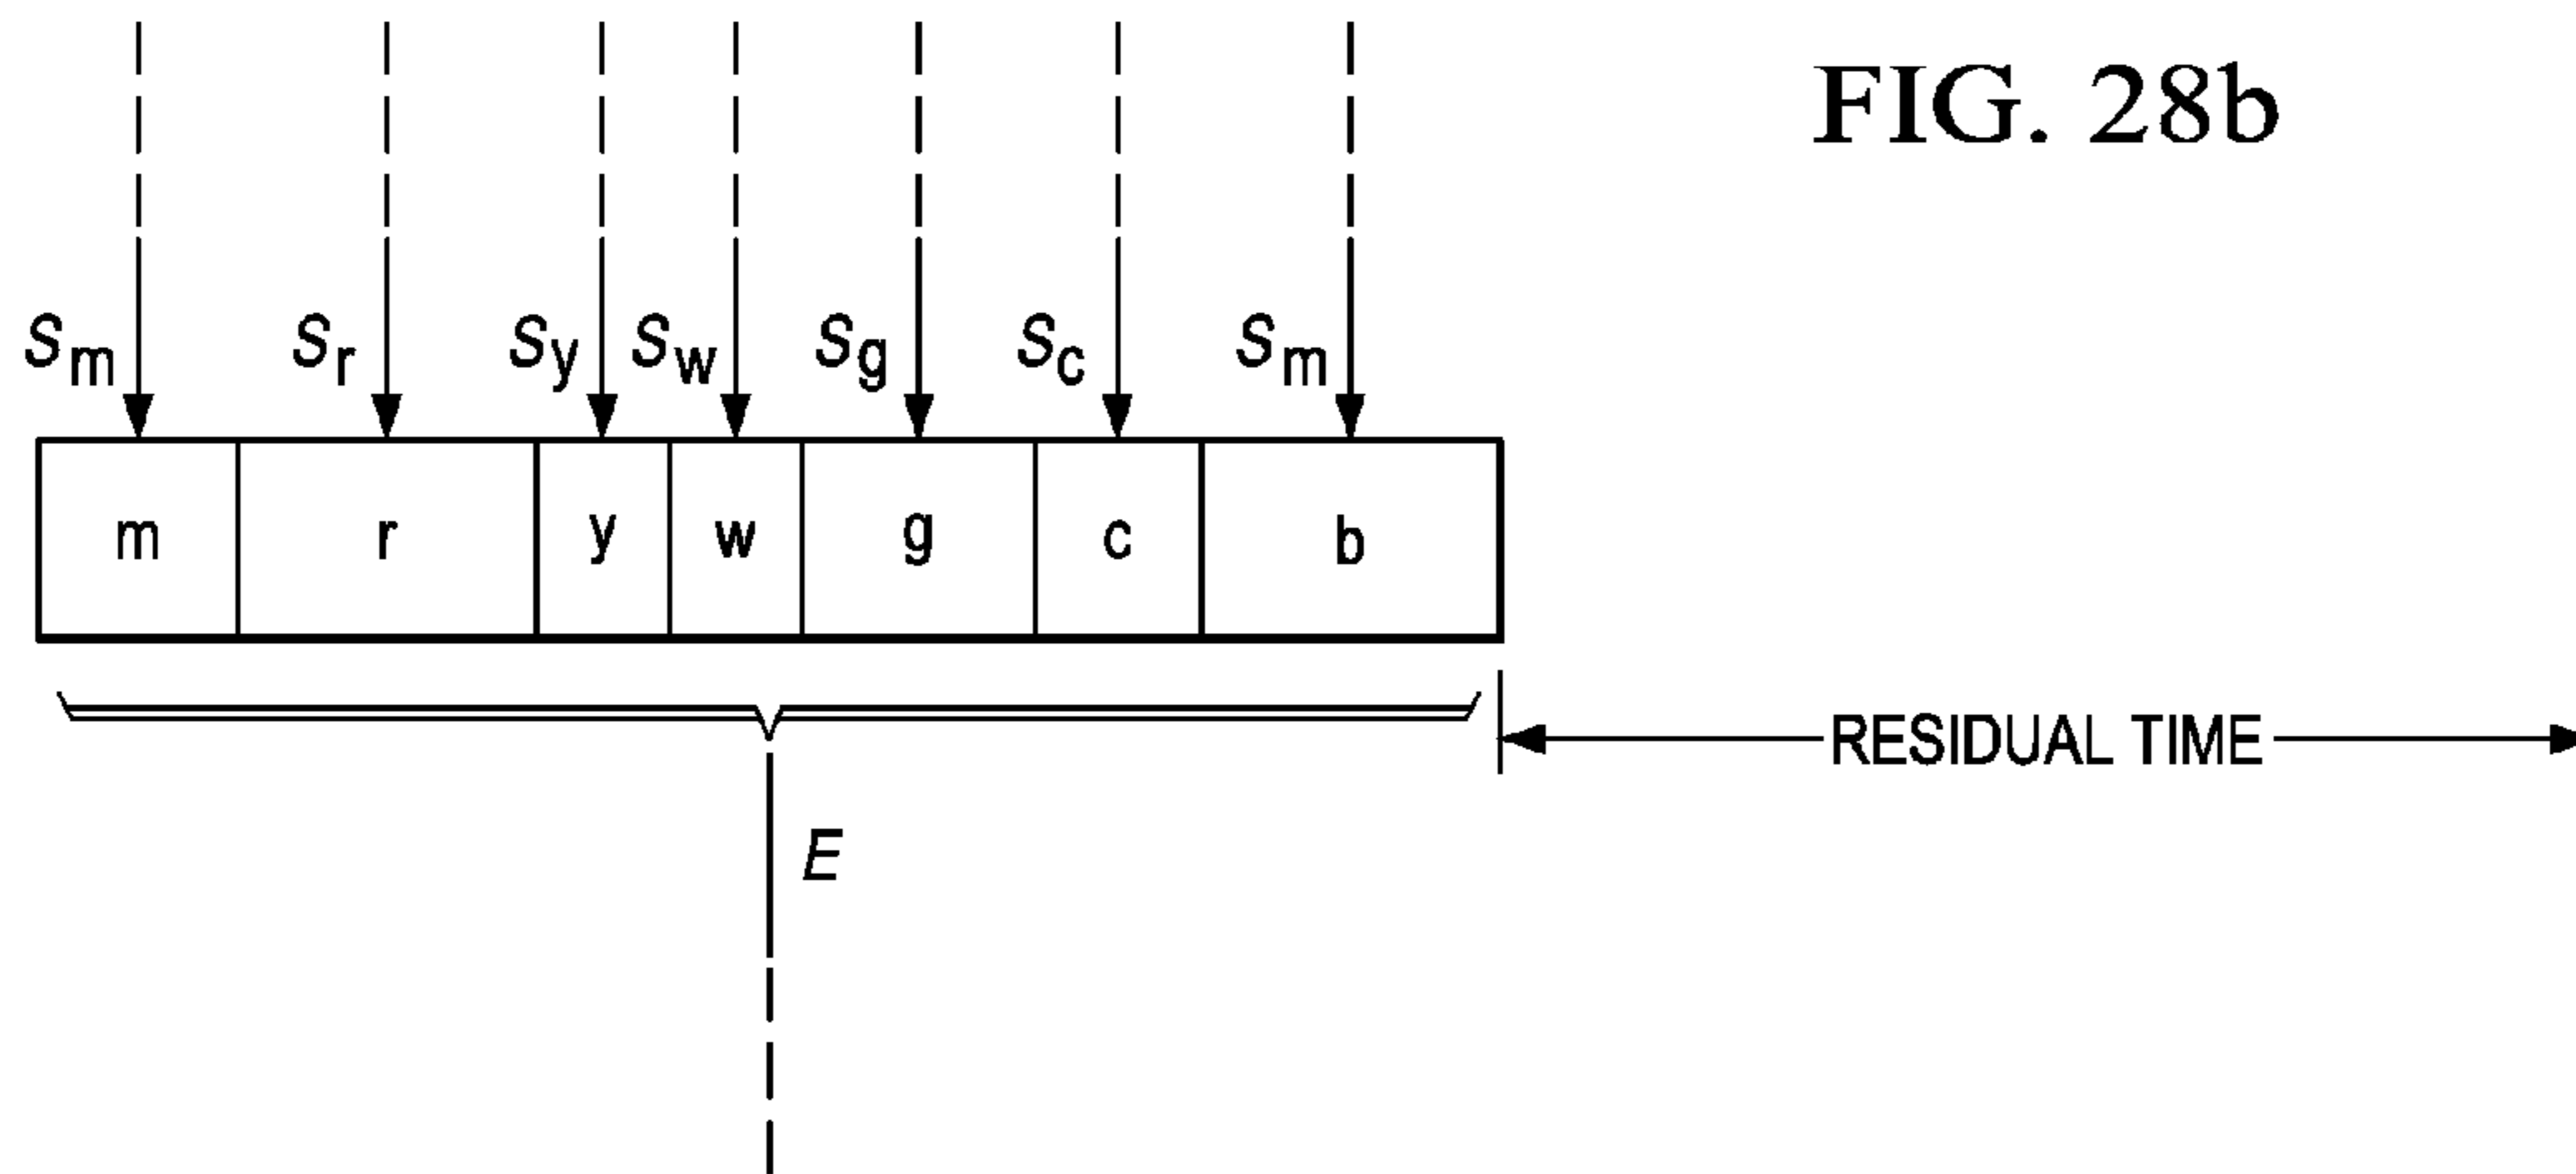 FIG. 28b
Sm Sr Sy Sw Sg Sc Sm
m r y w g c b
RESIDUAL TIME
E